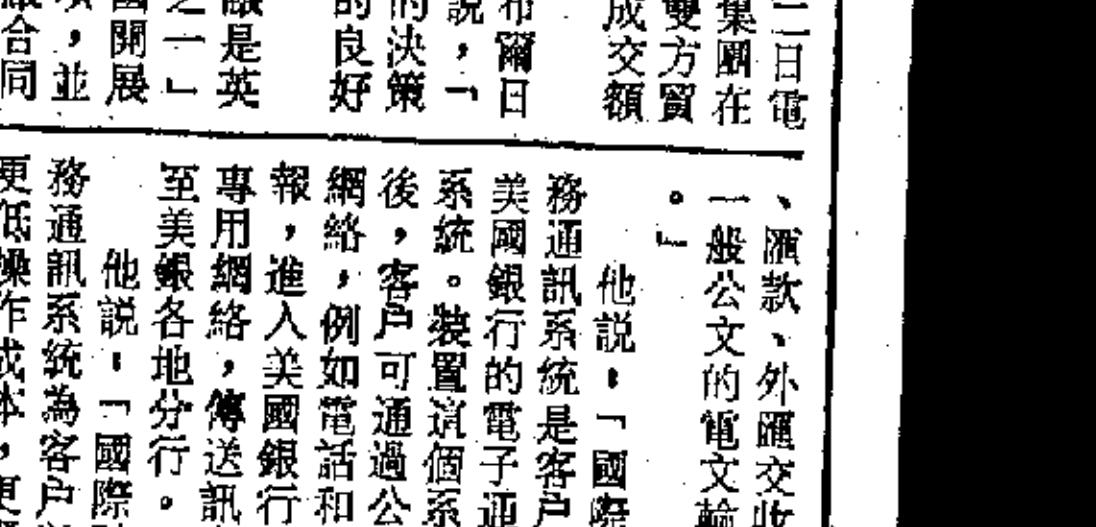 二日電
集團在
雙方貿
成交額
布爾日
說，「
的決策
的良好
釀是英
之一」
國開展
項，並
合同
、匯款、外匯交收
一般公文的電文輸
。」
他說：「國際
務通訊系統是客戶
美國銀行的電子通
系統。裝置這個系
後，客戶可通過公
網絡，例如電話和
報，進入美國銀行
專用網絡，傳送訊
至美銀各地分行。
他說：「國際
務通訊系統為客戶
更低操作成本，更